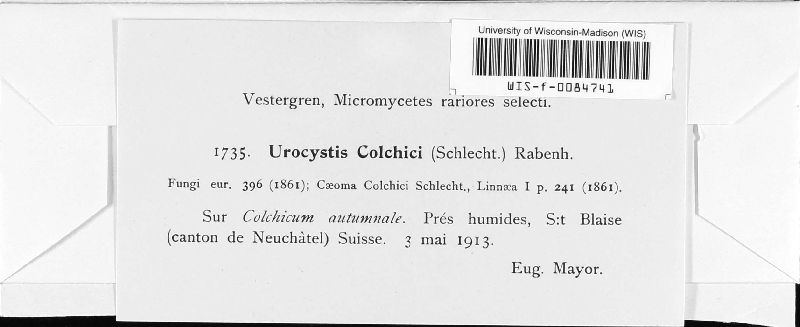 University of Wisconsin-Madison (WIS)
WIS-f-0084741
Vestergren, Micromycetes rariores selecti.
1735. Urocystis Colchici (Schlecht.) Rabenh.
Fungi eur. 396 (1861); Cæoma Colchici Schlecht., Linnæa I p. 241 (1861).
Sur Colchicum autumnale. Prés humides, S:t Blaise
(canton de Neuchâtel) Suisse. 3 mai 1913.
Eug. Mayor.